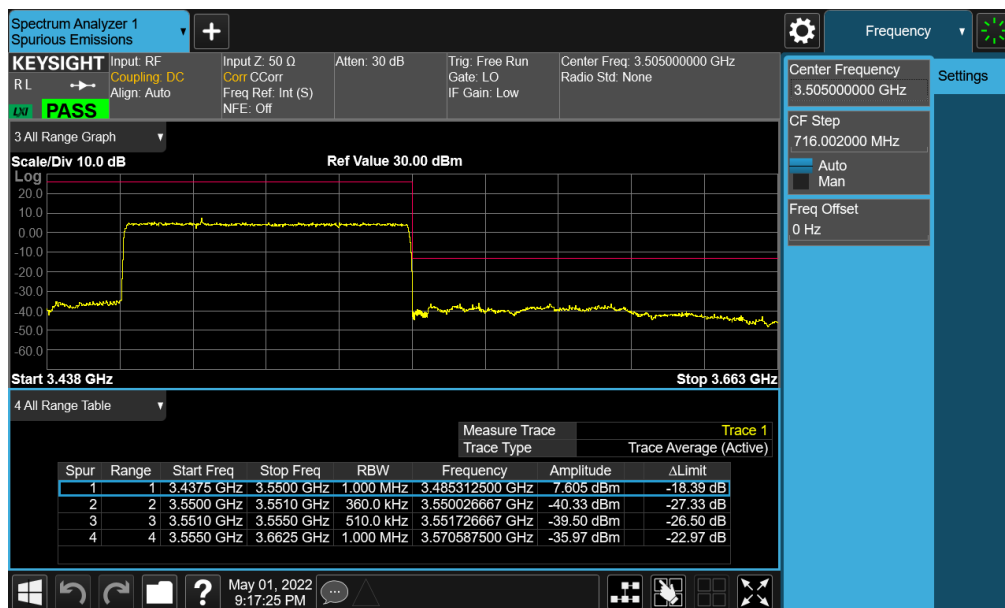 Spectrum Analyzer 1
Spurious Emissions
+
Frequency
KEYSIGHT Input: RF Input Z: 50 Ω Atten: 30 dB Trig: Free Run Center Freq: 3.505000000 GHz
RL Coupling: DC Corr CCorr Gate: LO Radio Std: None
Align: Auto Freq Ref: Int (S) IF Gain: Low
LXI PASS NFE: Off
Center Frequency
3.505000000 GHz
Settings
CF Step
716.002000 MHz
Auto
Man
Freq Offset
0 Hz
3 All Range Graph
Scale/Div 10.0 dB Ref Value 30.00 dBm
Log
20.0
10.0
0.00
-10.0
-20.0
-30.0
-40.0
-50.0
-60.0
Start 3.438 GHz Stop 3.663 GHz
4 All Range Table
Measure Trace Trace 1
Trace Type Trace Average (Active)
Spur Range Start Freq Stop Freq RBW Frequency Amplitude ΔLimit
1 1 3.4375 GHz 3.5500 GHz 1.000 MHz 3.485312500 GHz 7.605 dBm -18.39 dB
2 2 3.5500 GHz 3.5510 GHz 360.0 kHz 3.550026667 GHz -40.33 dBm -27.33 dB
3 3 3.5510 GHz 3.5550 GHz 510.0 kHz 3.551726667 GHz -39.50 dBm -26.50 dB
4 4 3.5550 GHz 3.6625 GHz 1.000 MHz 3.570587500 GHz -35.97 dBm -22.97 dB
? May 01, 2022
9:17:25 PM